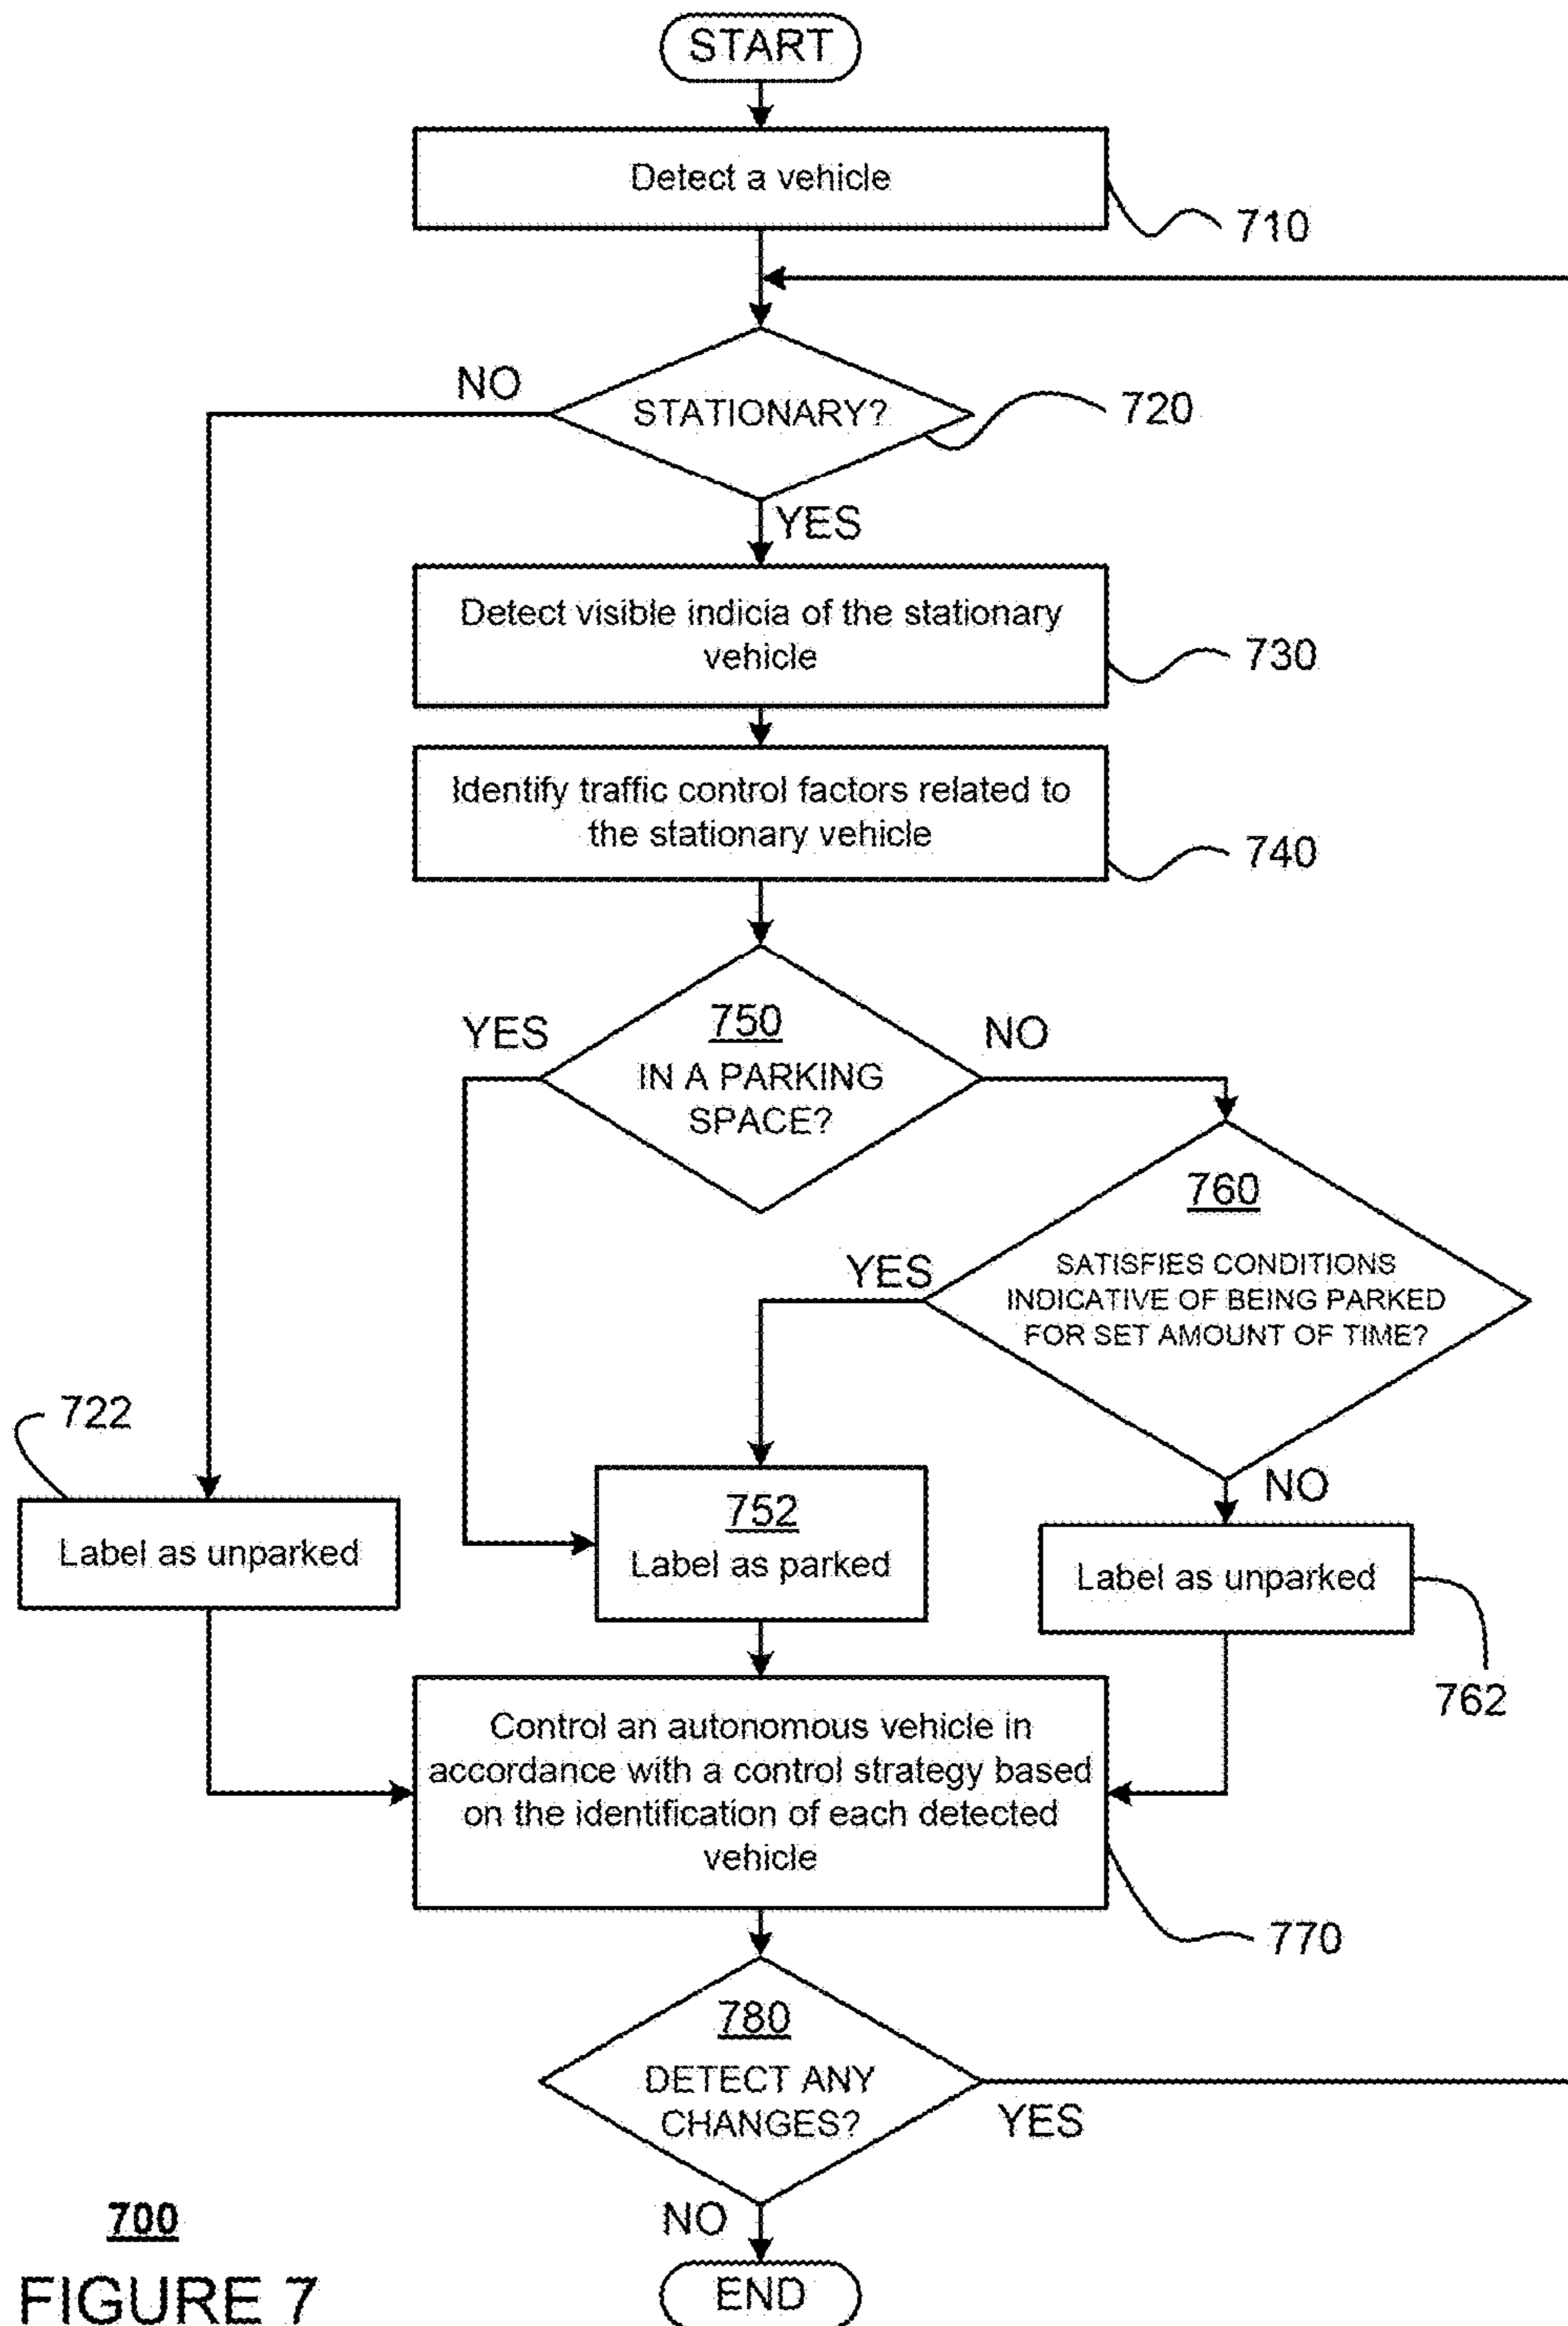 START
Detect a vehicle
710
NO
STATIONARY?
720
YES
Detect visible indicia of the stationary
vehicle
730
Identify traffic control factors related to
the stationary vehicle
740
YES
750
NO
IN A PARKING
SPACE?
760
YES
SATISFIES CONDITIONS
INDICATIVE OF BEING PARKED
FOR SET AMOUNT OF TIME?
722
NO
752
Label as unparked
Label as parked
Label as unparked
762
Control an autonomous vehicle in
accordance with a control strategy based
on the identification of each detected
vehicle
770
780
DETECT ANY
CHANGES?
YES
NO
700
END
FIGURE 7